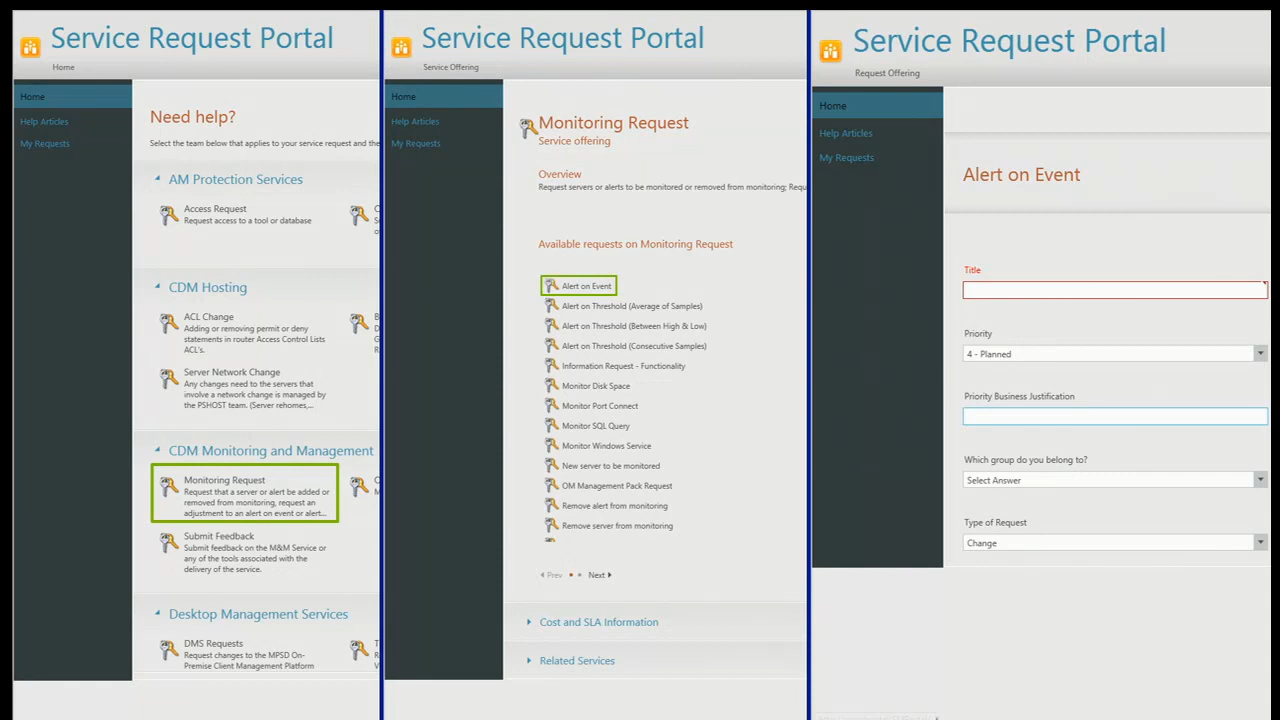 Service Request Portal
Home
Home
Help Articles
My Requests
Need help?
Select the team below that applies to your service request and the
AM Protection Services
Access Request
Request access to a tool or database
CDM Hosting
ACL Change
Adding or removing permit or deny
statements in router Access Control Lists
ACL's.
Server Network Change
Any changes need to the servers that
involve a network change is managed by
the PSHOST team. (Server rehomes,...
CDM Monitoring and Management
Monitoring Request
Request that a server or alert be added or
removed from monitoring, request an
adjustment to an alert on event or alert...
Submit Feedback
Submit feedback on the M&M Service or
any of the tools associated with the
delivery of the service.
Desktop Management Services
DMS Requests
Request changes to the MPSD On-
Premise Client Management Platform
Service Request Portal
Service Offering
Home
Help Articles
My Requests
Monitoring Request
Service offering
Overview
Request servers or alerts to be monitored or removed from monitoring; Requ
Available requests on Monitoring Request
Alert on Event
Alert on Threshold (Average of Samples)
Alert on Threshold (Between High & Low)
Alert on Threshold (Consecutive Samples)
Information Request - Functionality
Monitor Disk Space
Monitor Port Connect
Monitor SQL Query
Monitor Windows Service
New server to be monitored
OM Management Pack Request
Remove alert from monitoring
Remove server from monitoring
Prev
Next
Cost and SLA Information
Related Services
Service Request Portal
Request Offering
Home
Help Articles
My Requests
Alert on Event
Title
Priority
4 - Planned
Priority Business Justification
Which group do you belong to?
Select Answer
Type of Request
Change